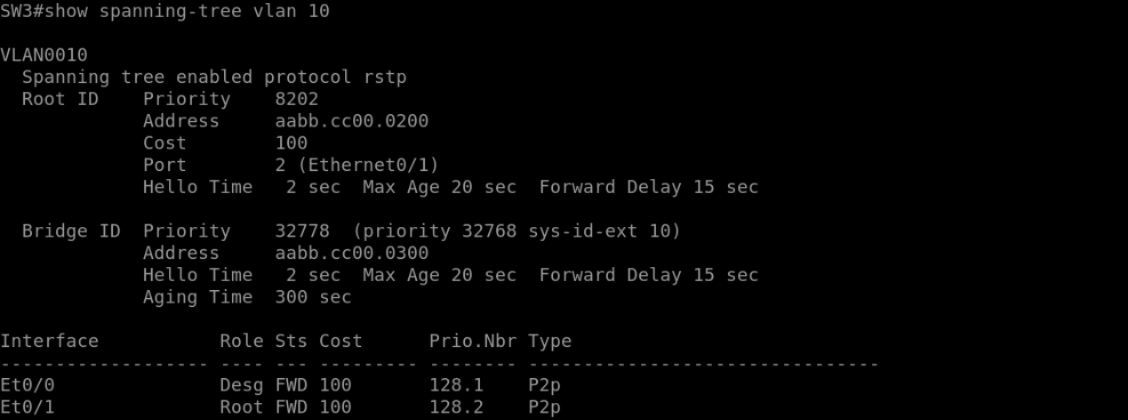 SW3#show spanning-tree vlan 10
VLAN0010
  Spanning tree enabled protocol rstp
  Root ID    Priority    8202
             Address     aabb.cc00.0200
             Cost        100
             Port        2 (Ethernet0/1)
             Hello Time   2 sec  Max Age 20 sec  Forward Delay 15 sec
  Bridge ID  Priority    32778  (priority 32768 sys-id-ext 10)
             Address     aabb.cc00.0300
             Hello Time   2 sec  Max Age 20 sec  Forward Delay 15 sec
             Aging Time  300 sec
Interface           Role Sts Cost      Prio.Nbr Type
------------------- ---- --- --------- -------- --------------------------------
Et0/0               Desg FWD 100       128.1    P2p
Et0/1               Root FWD 100       128.2    P2p